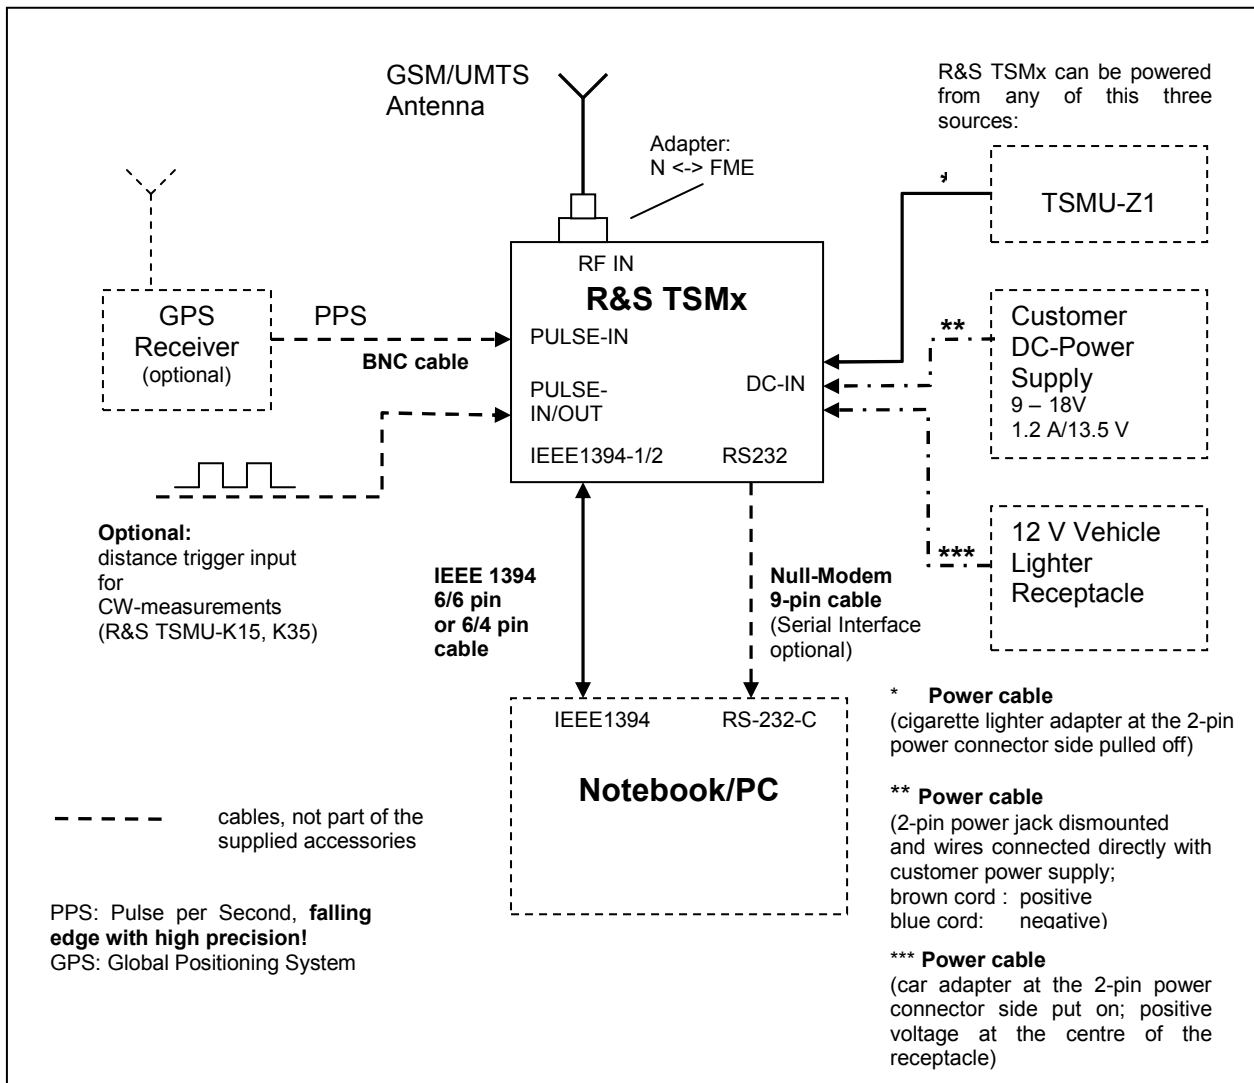 GSM/UMTS
Antenna
Adapter:
N <-> FME
R&S TSMx can be powered
from any of this three
sources:
*
TSMU-Z1
RF IN
R&S TSMx
PULSE-IN
PULSE-
IN/OUT
DC-IN
IEEE1394-1/2
RS232
GPS
Receiver
(optional)
PPS
BNC cable
**
Customer
DC-Power
Supply
9 – 18V
1.2 A/13.5 V
***
12 V Vehicle
Lighter
Receptacle
Optional:
distance trigger input
for
CW-measurements
(R&S TSMU-K15, K35)
IEEE 1394
6/6 pin
or 6/4 pin
cable
Null-Modem
9-pin cable
(Serial Interface
optional)
IEEE1394
RS-232-C
Notebook/PC
cables, not part of the
supplied accessories
PPS: Pulse per Second, falling
edge with high precision!
GPS: Global Positioning System
* Power cable
(cigarette lighter adapter at the 2-pin
power connector side pulled off)
** Power cable
(2-pin power jack dismounted
and wires connected directly with
customer power supply;
brown cord : positive
blue cord: negative)
*** Power cable
(car adapter at the 2-pin power
connector side put on; positive
voltage at the centre of the
receptacle)